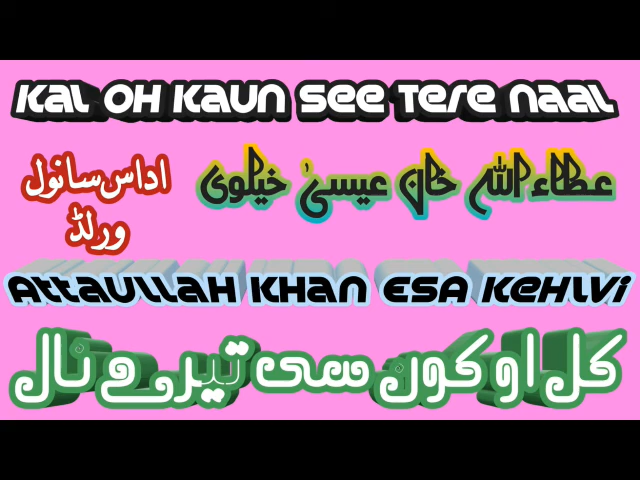 Kal Oh Kaun See Tere Naal
عطاء اللہ خان عیسیٰ خیلوی
اداس سانول
ورلڈ
Attaullah Khan Esa Kehlvi
کل او کون سی تیرے نال